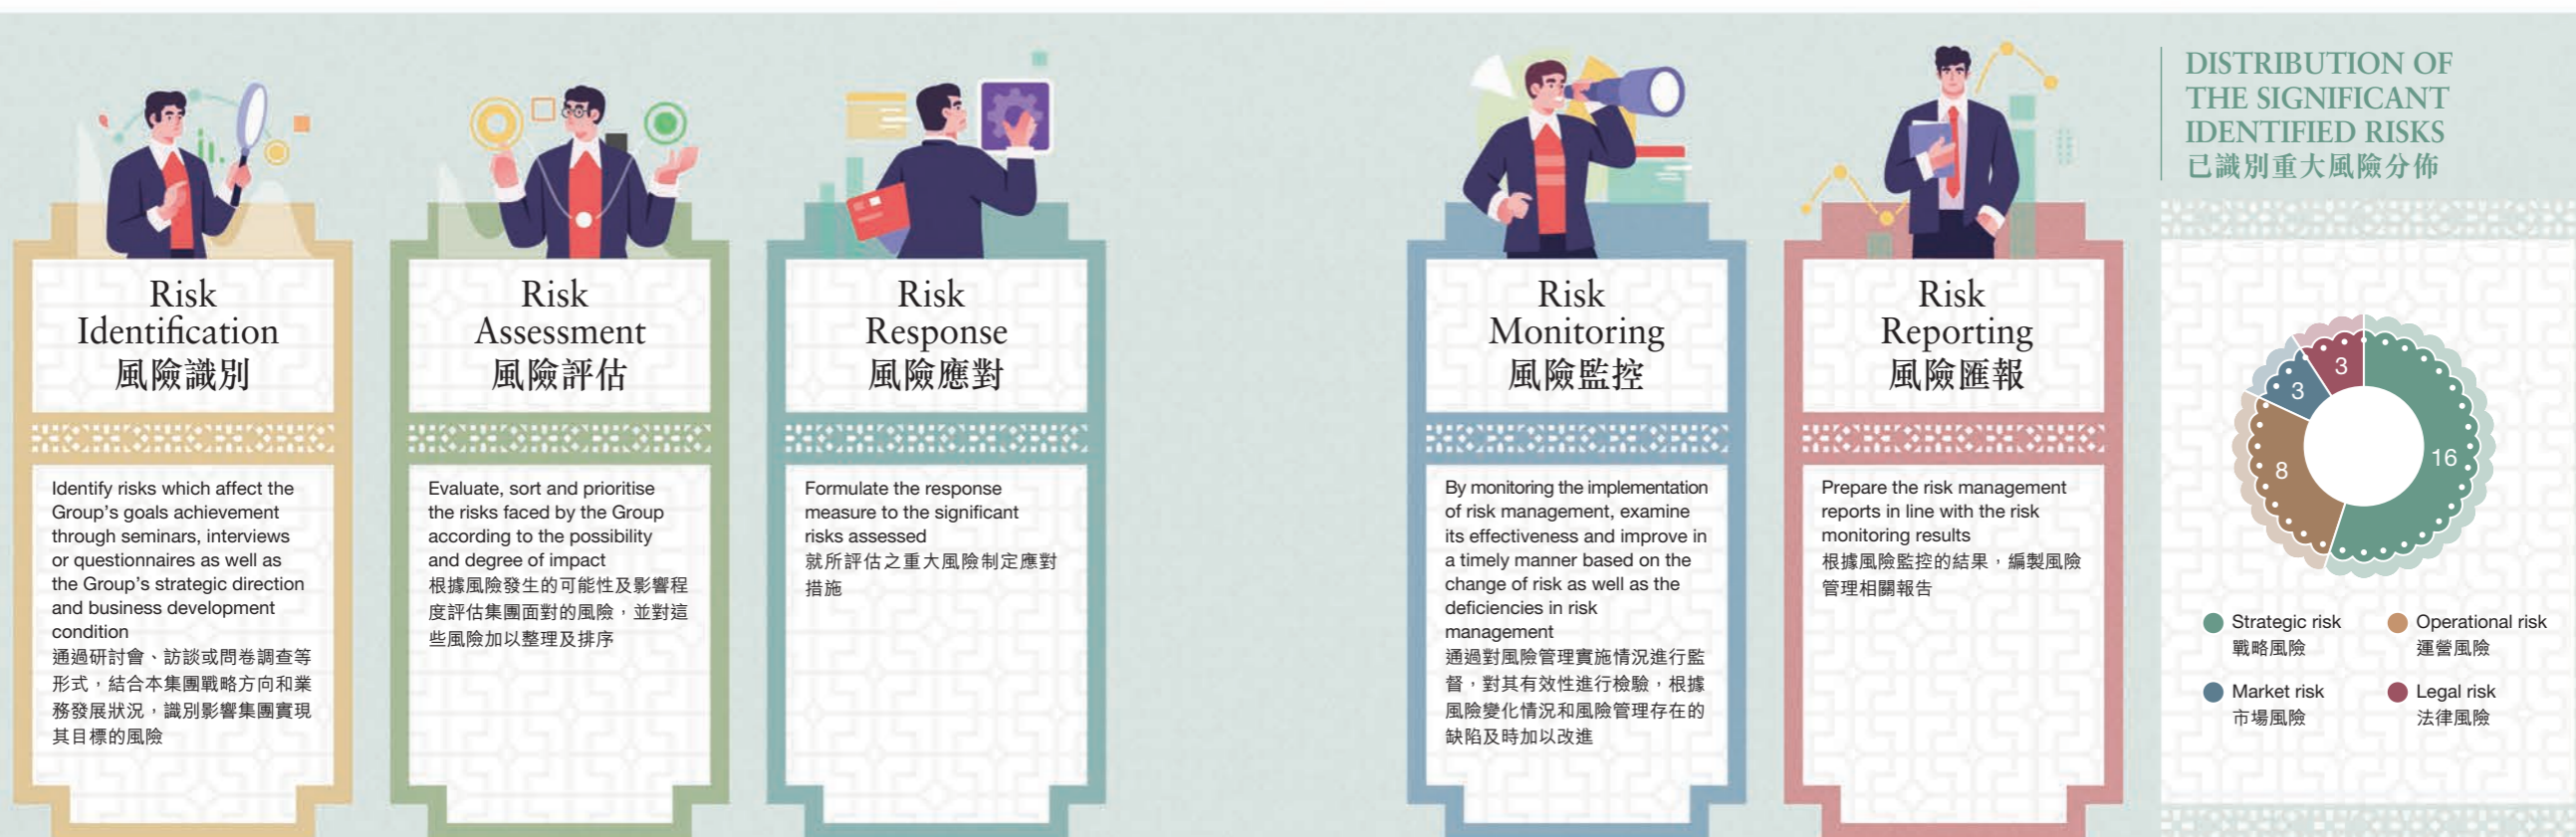 Risk
Identification
風險識別
Identify risks which affect the
Group's goals achievement
through seminars, interviews
or questionnaires as well as
the Group's strategic direction
and business development
condition
通過研討會、訪談或問卷調查等
形式，結合本集團戰略方向和業
務發展狀況，識別影響集團實現
其目標的風險
Risk
Assessment
風險評估
Evaluate, sort and prioritise
the risks faced by the Group
according to the possibility
and degree of impact
根據風險發生的可能性及影響程
度評估集團面對的風險，並對這
些風險加以整理及排序
Risk
Response
風險應對
Formulate the response
measure to the significant
risks assessed
就所評估之重大風險制定應對
措施
Risk
Monitoring
風險監控
By monitoring the implementation
of risk management, examine
its effectiveness and improve in
a timely manner based on the
change of risk as well as the
deficiencies in risk
management
通過對風險管理實施情況進行監
督，對其有效性進行檢驗，根據
風險變化情況和風險管理存在的
缺陷及時加以改進
Risk
Reporting
風險匯報
Prepare the risk management
reports in line with the risk
monitoring results
根據風險監控的結果，編製風險
管理相關報告
DISTRIBUTION OF
THE SIGNIFICANT
IDENTIFIED RISKS
已識別重大風險分佈
3
3
16
8
Strategic risk
戰略風險
Operational risk
運營風險
Market risk
市場風險
Legal risk
法律風險